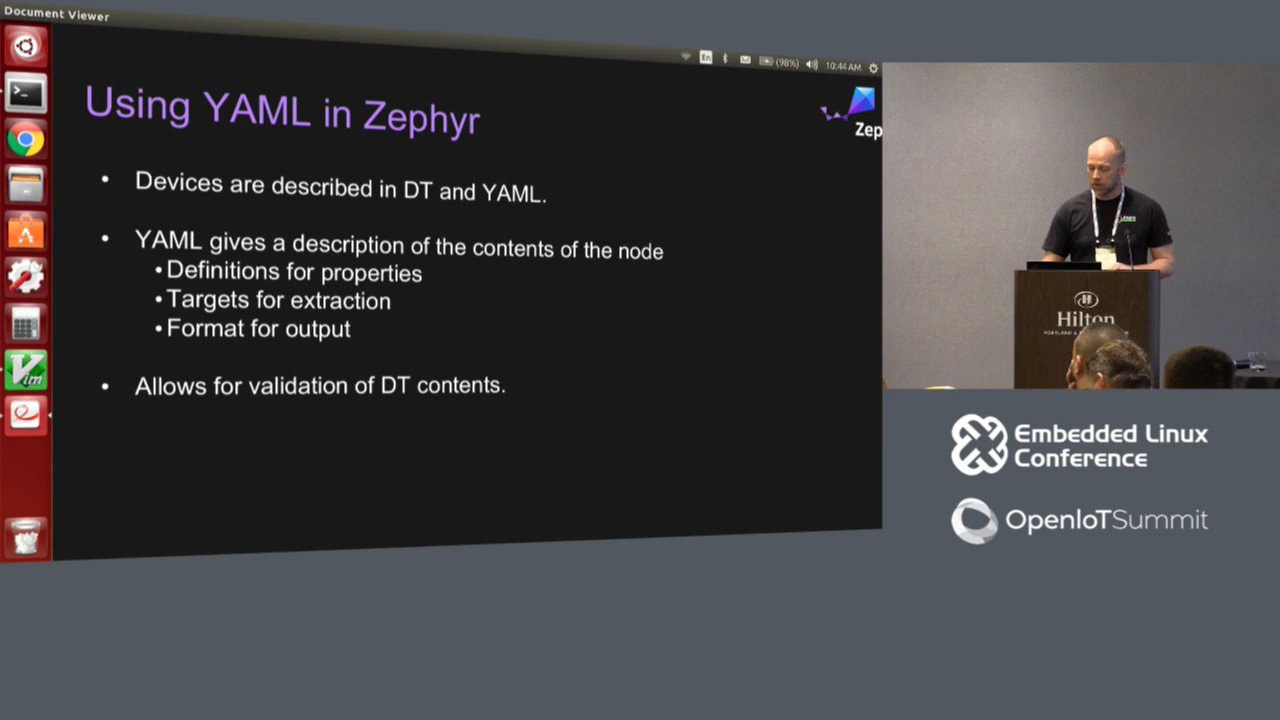 Document Viewer
En
(98%)
10:44 AM
Using YAML in Zephyr
Zep
• Devices are described in DT and YAML.
• YAML gives a description of the contents of the node
• Definitions for properties
• Targets for extraction
• Format for output
• Allows for validation of DT contents.
Vim
Hilton
Embedded Linux
Conference
OpenIoTSummit